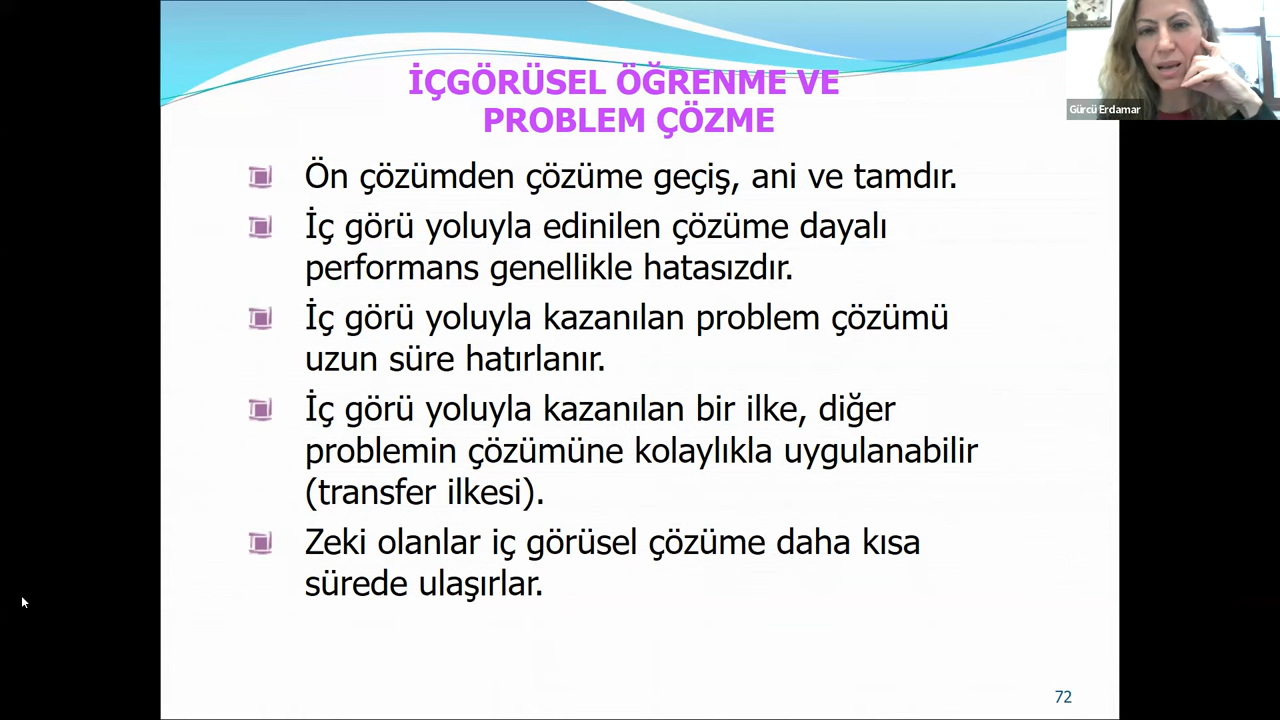 İÇGÖRÜSEL ÖĞRENME VE
PROBLEM ÇÖZME
Ön çözümden çözüme geçiş, ani ve tamdır.
İç görü yoluyla edinilen çözüme dayalı
performans genellikle hatasızdır.
İç görü yoluyla kazanılan problem çözümü
uzun süre hatırlanır.
İç görü yoluyla kazanılan bir ilke, diğer
problemin çözümüne kolaylıkla uygulanabilir
(transfer ilkesi).
Zeki olanlar iç görüsel çözüme daha kısa
sürede ulaşırlar.
72
Gürcü Erdamar